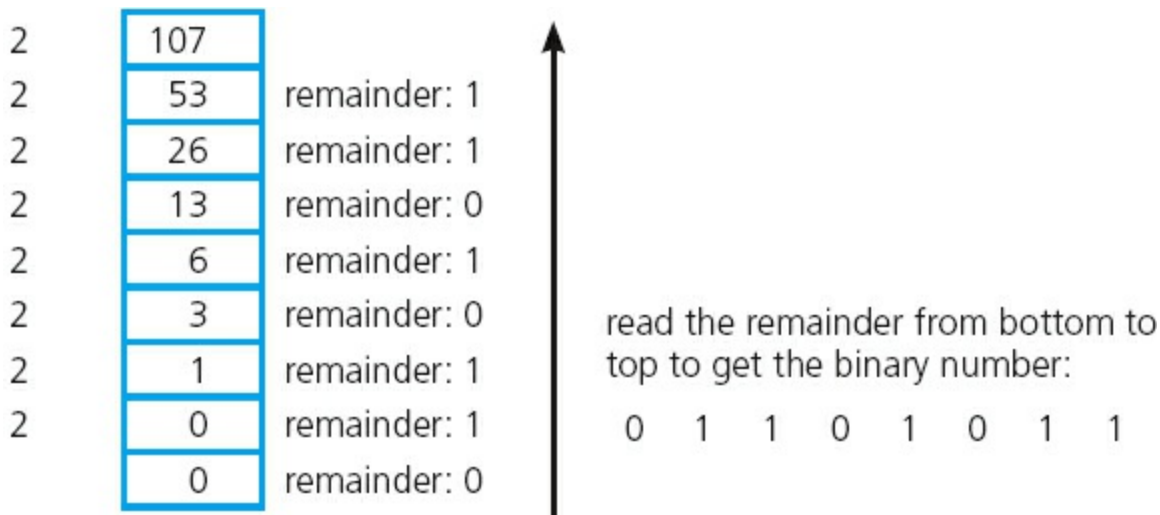 2 107
2 53 remainder: 1
2 26 remainder: 1
2 13 remainder: 0
2 6 remainder: 1
2 3 remainder: 0
2 1 remainder: 1
2 0 remainder: 1
0 remainder: 0
read the remainder from bottom to
top to get the binary number:
0 1 1 0 1 0 1 1